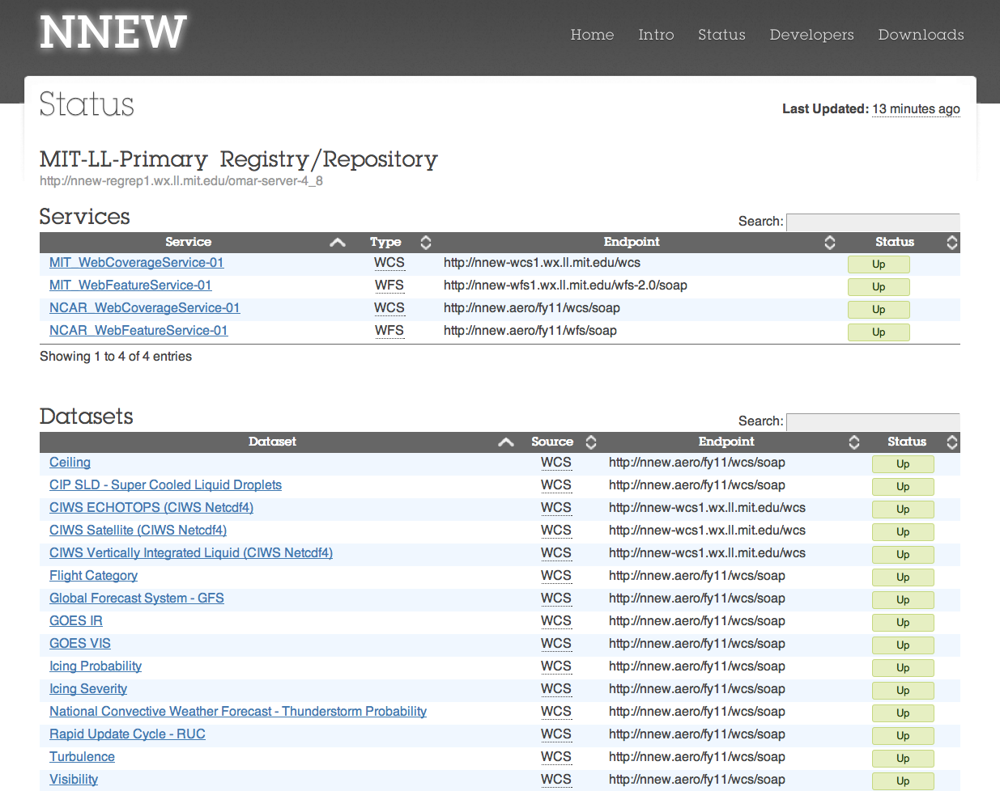 NNEW
Home Intro Status Developers Downloads
Status
Last Updated: 13 minutes ago
MIT-LL-Primary Registry/Repository
http://nnew-regrep1.wx.ll.mit.edu/omar-server-4_8
Services
Search:
Service Type Endpoint Status
MIT_WebCoverageService-01 WCS http://nnew-wcs1.wx.ll.mit.edu/wcs Up
MIT_WebFeatureService-01 WFS http://nnew-wfs1.wx.ll.mit.edu/wfs-2.0/soap Up
NCAR_WebCoverageService-01 WCS http://nnew.aero/fy11/wcs/soap Up
NCAR_WebFeatureService-01 WFS http://nnew.aero/fy11/wfs/soap Up
Showing 1 to 4 of 4 entries
Datasets
Search:
Dataset Source Endpoint Status
Ceiling WCS http://nnew.aero/fy11/wcs/soap Up
CIP SLD - Super Cooled Liquid Droplets WCS http://nnew.aero/fy11/wcs/soap Up
CIWS ECHOTOPS (CIWS Netcdf4) WCS http://nnew-wcs1.wx.ll.mit.edu/wcs Up
CIWS Satellite (CIWS Netcdf4) WCS http://nnew-wcs1.wx.ll.mit.edu/wcs Up
CIWS Vertically Integrated Liquid (CIWS Netcdf4) WCS http://nnew-wcs1.wx.ll.mit.edu/wcs Up
Flight Category WCS http://nnew.aero/fy11/wcs/soap Up
Global Forecast System - GFS WCS http://nnew.aero/fy11/wcs/soap Up
GOES IR WCS http://nnew.aero/fy11/wcs/soap Up
GOES VIS WCS http://nnew.aero/fy11/wcs/soap Up
Icing Probability WCS http://nnew.aero/fy11/wcs/soap Up
Icing Severity WCS http://nnew.aero/fy11/wcs/soap Up
National Convective Weather Forecast - Thunderstorm Probability WCS http://nnew.aero/fy11/wcs/soap Up
Rapid Update Cycle - RUC WCS http://nnew.aero/fy11/wcs/soap Up
Turbulence WCS http://nnew.aero/fy11/wcs/soap Up
Visibility WCS http://nnew.aero/fy11/wcs/soap Up